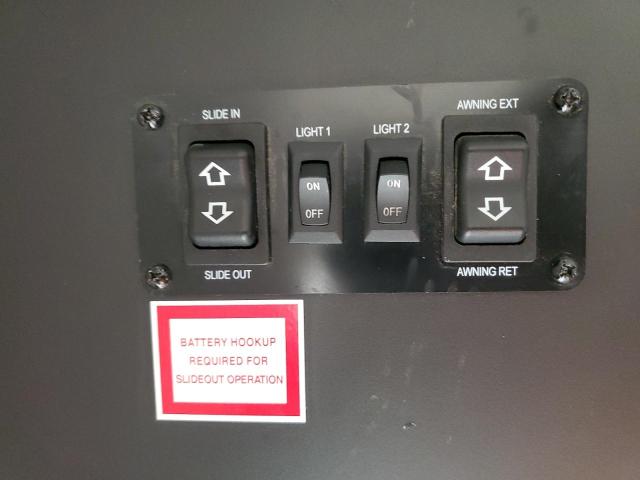 SLIDE IN
SLIDE OUT
LIGHT 1
ON
OFF
LIGHT 2
ON
OFF
AWNING EXT
AWNING RET
BATTERY HOOKUP
REQUIRED FOR
SLIDEOUT OPERATION